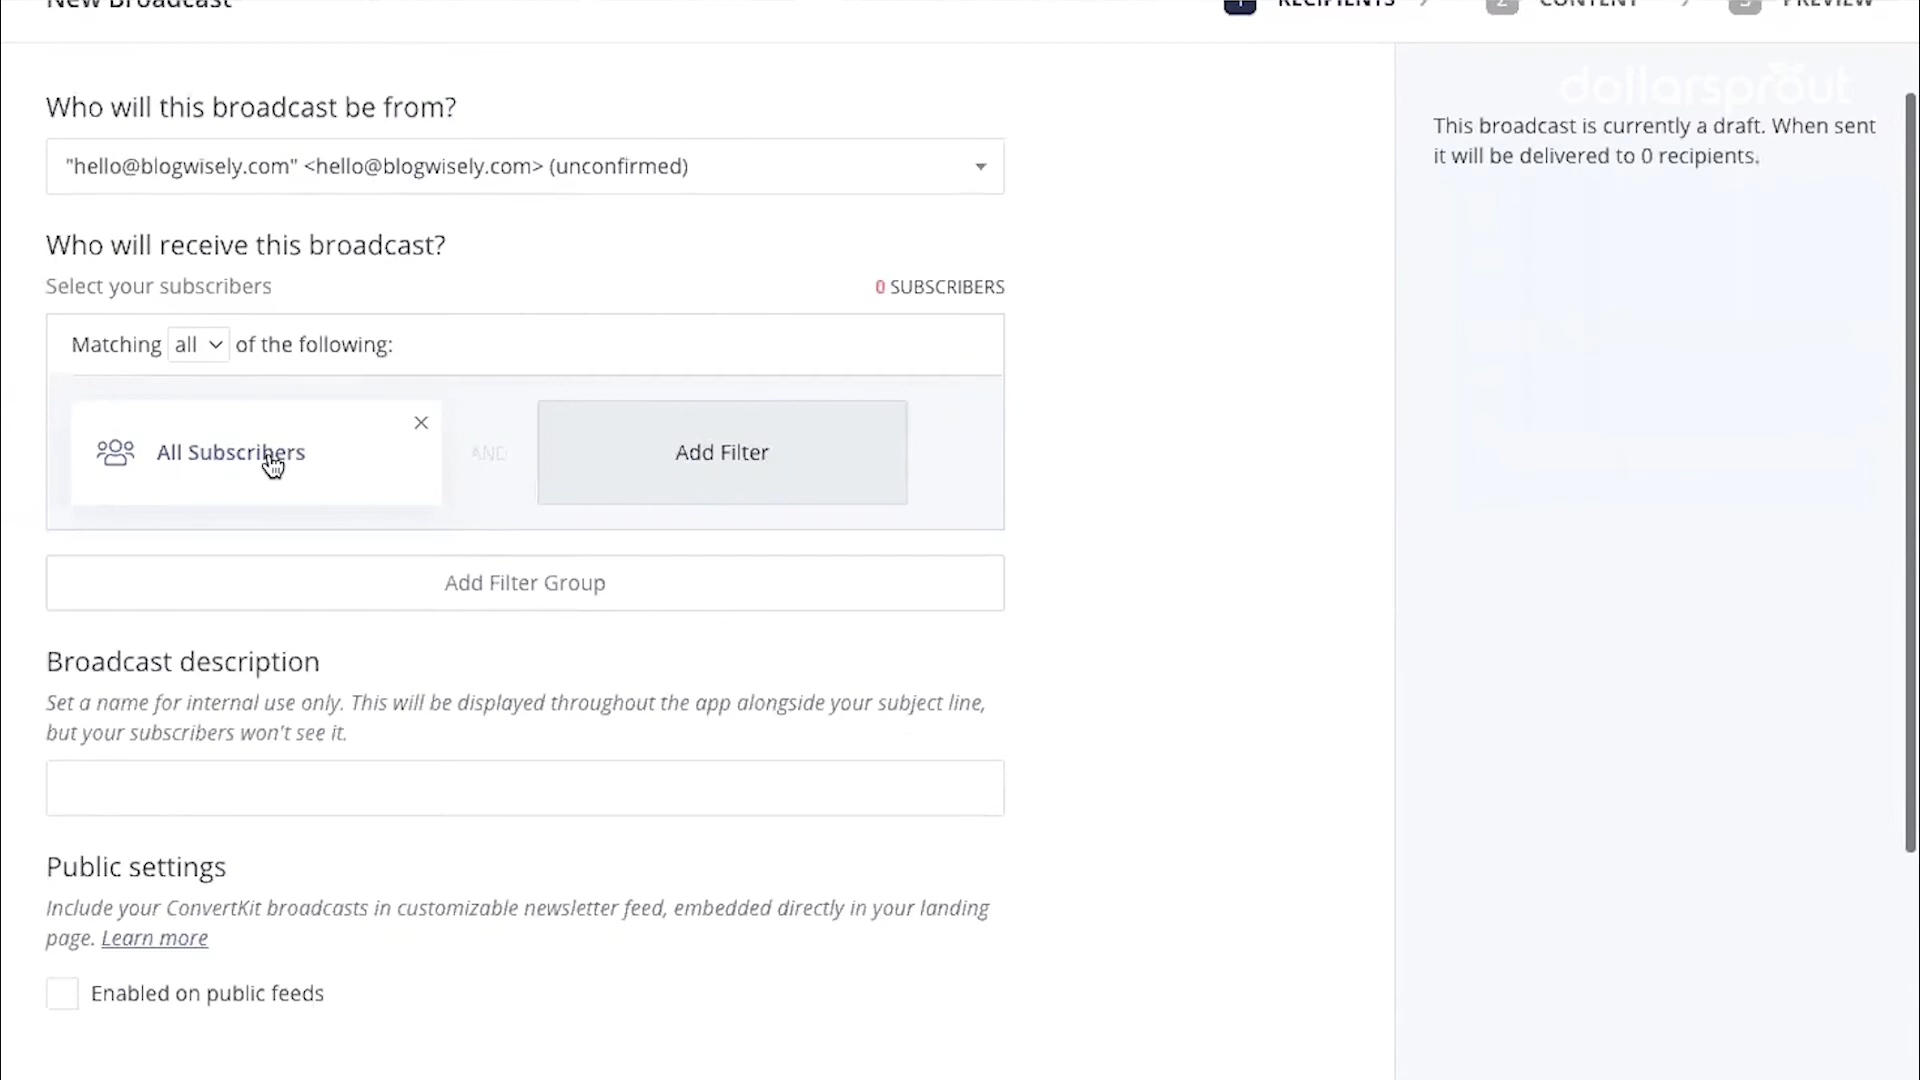 New Broadcast
1 RECIPIENTS > 2 CONTENT > 3 PREVIEW
dollarsprout
Who will this broadcast be from?
"hello@blogwisely.com" <hello@blogwisely.com> (unconfirmed)
This broadcast is currently a draft. When sent
it will be delivered to 0 recipients.
Who will receive this broadcast?
Select your subscribers
0 SUBSCRIBERS
Matching all of the following:
All Subscribers
AND
Add Filter
Add Filter Group
Broadcast description
Set a name for internal use only. This will be displayed throughout the app alongside your subject line,
but your subscribers won't see it.
Public settings
Include your ConvertKit broadcasts in customizable newsletter feed, embedded directly in your landing
page. Learn more
Enabled on public feeds